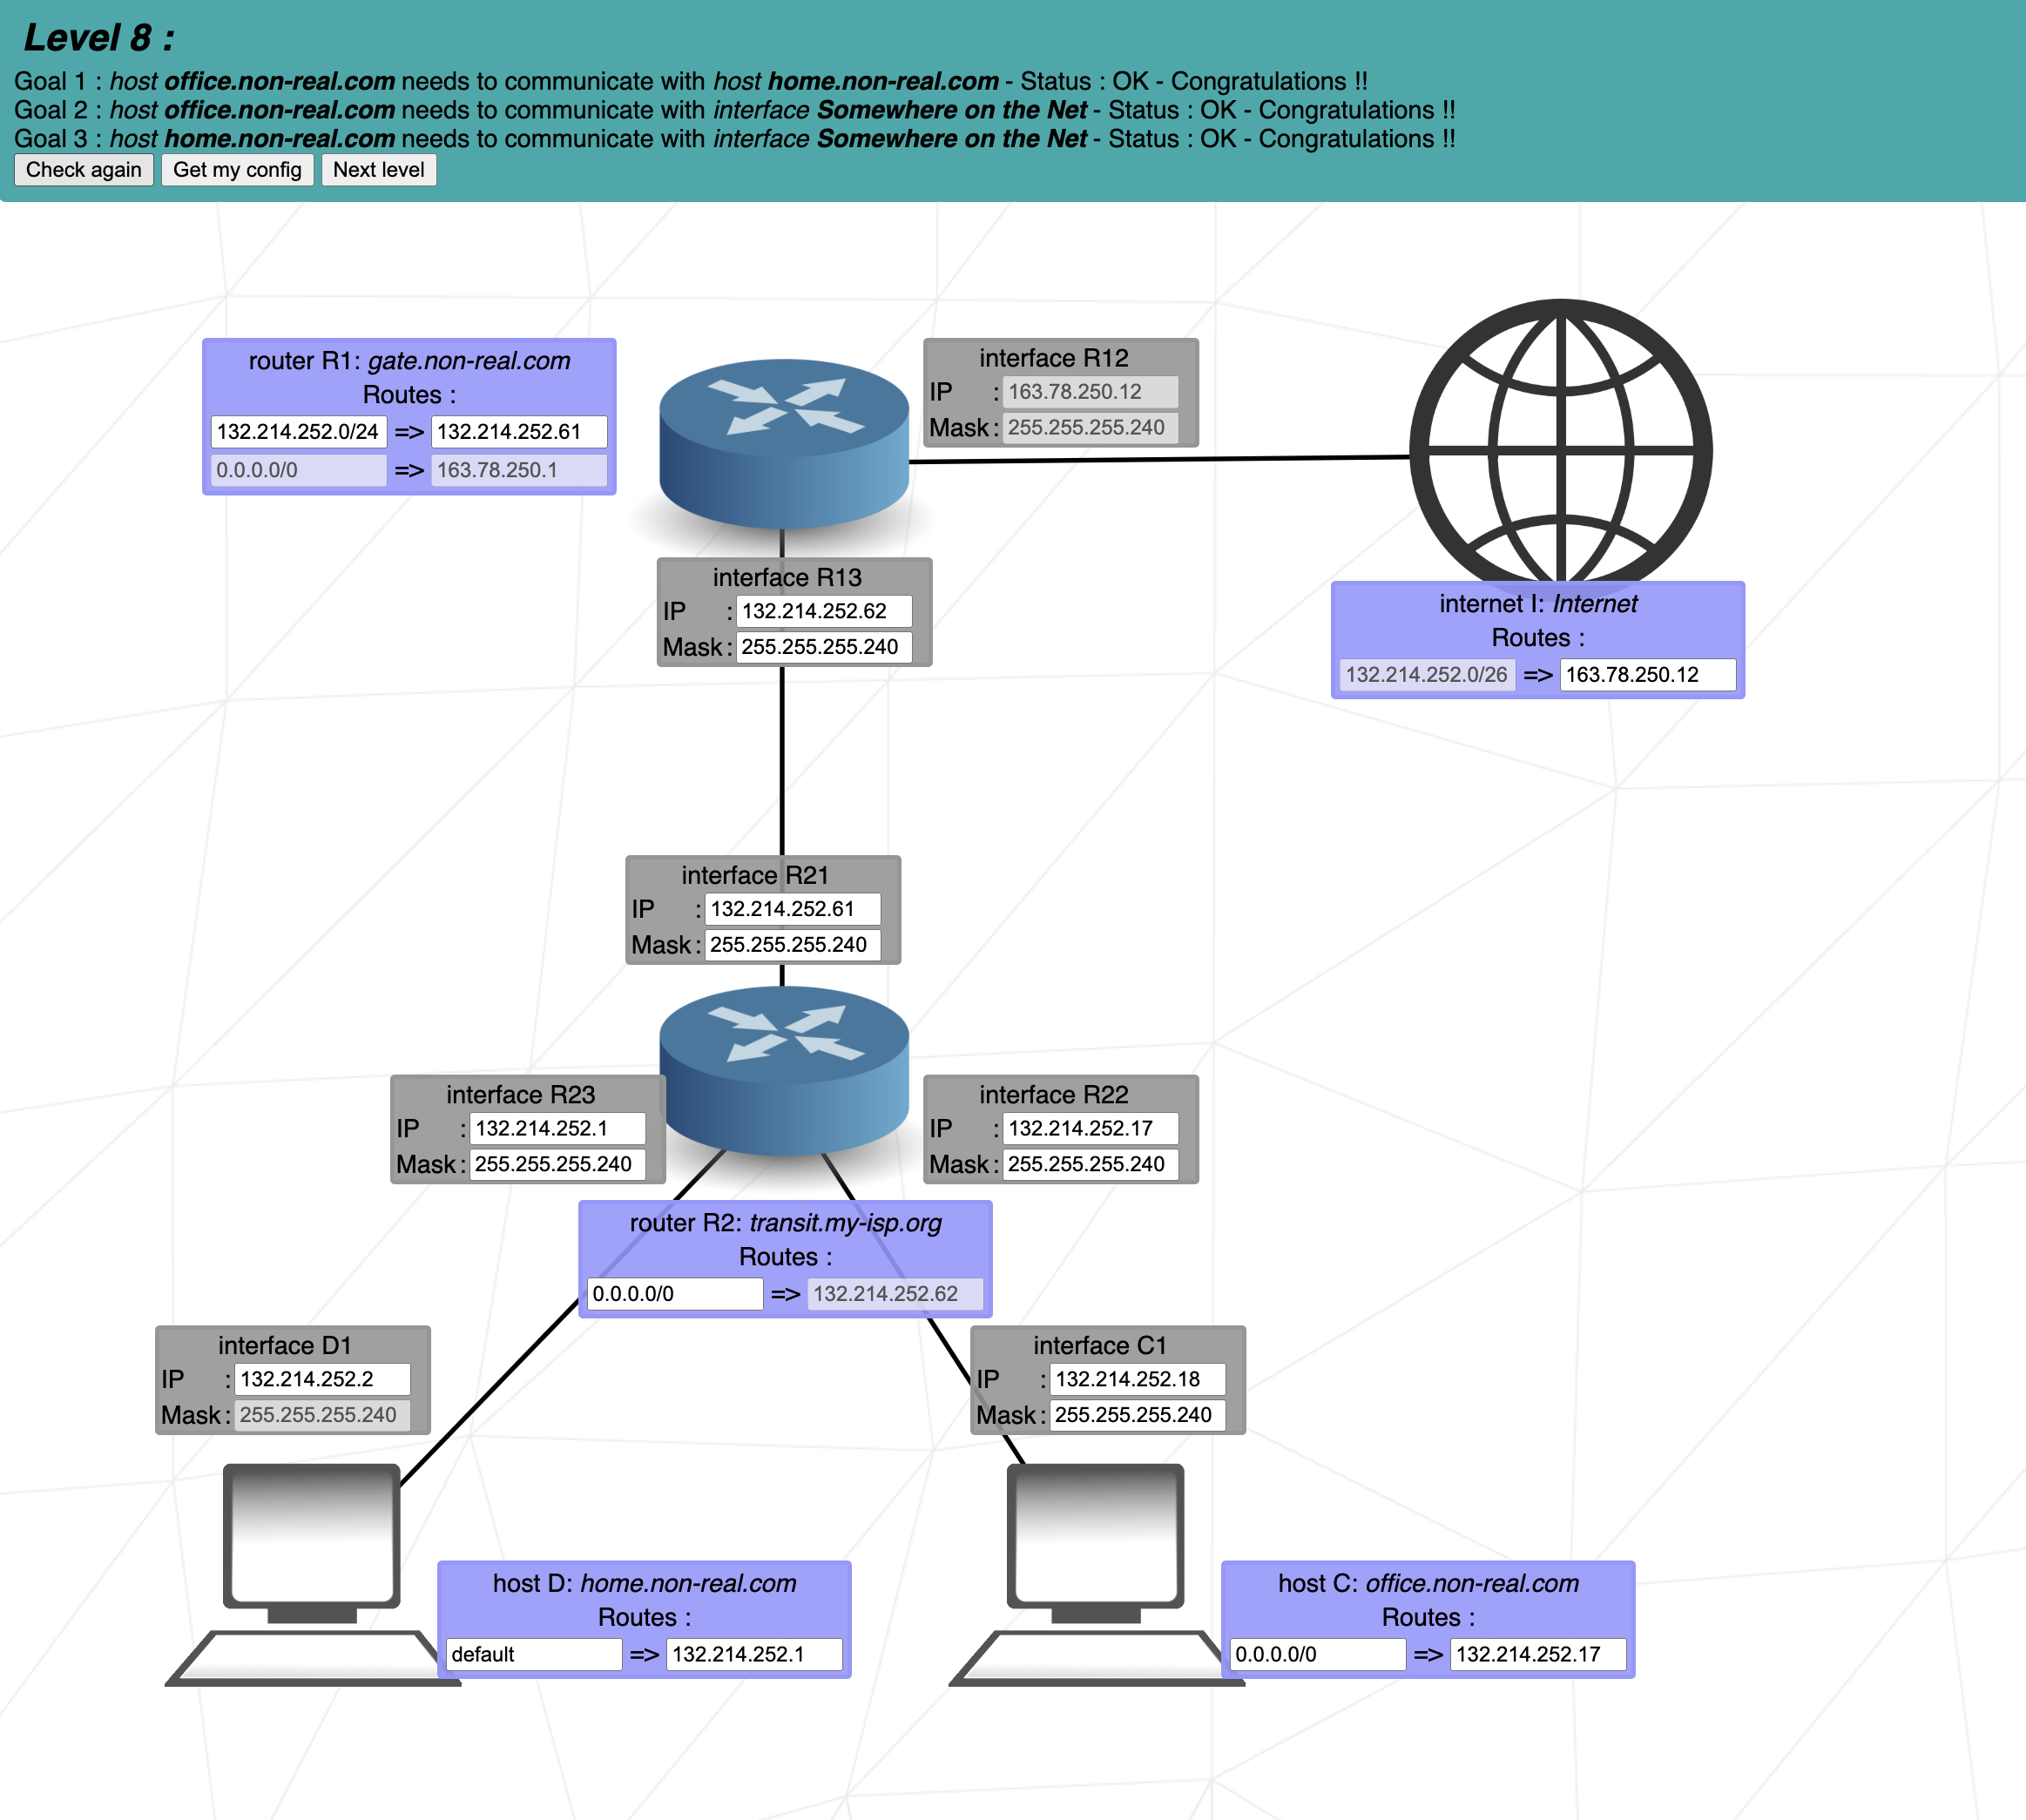 Level 8 :
Goal 1 : host office.non-real.com needs to communicate with host home.non-real.com - Status : OK - Congratulations !!
Goal 2 : host office.non-real.com needs to communicate with interface Somewhere on the Net - Status : OK - Congratulations !!
Goal 3 : host home.non-real.com needs to communicate with interface Somewhere on the Net - Status : OK - Congratulations !!
Check again Get my config Next level
router R1: gate.non-real.com
Routes :
132.214.252.0/24 => 132.214.252.61
0.0.0.0/0 => 163.78.250.1
interface R12
IP : 163.78.250.12
Mask : 255.255.255.240
interface R13
IP : 132.214.252.62
Mask : 255.255.255.240
internet I: Internet
Routes :
132.214.252.0/26 => 163.78.250.12
interface R21
IP : 132.214.252.61
Mask : 255.255.255.240
interface R23
IP : 132.214.252.1
Mask : 255.255.255.240
interface R22
IP : 132.214.252.17
Mask : 255.255.255.240
router R2: transit.my-isp.org
Routes :
0.0.0.0/0 => 132.214.252.62
interface D1
IP : 132.214.252.2
Mask : 255.255.255.240
interface C1
IP : 132.214.252.18
Mask : 255.255.255.240
host D: home.non-real.com
Routes :
default => 132.214.252.1
host C: office.non-real.com
Routes :
0.0.0.0/0 => 132.214.252.17